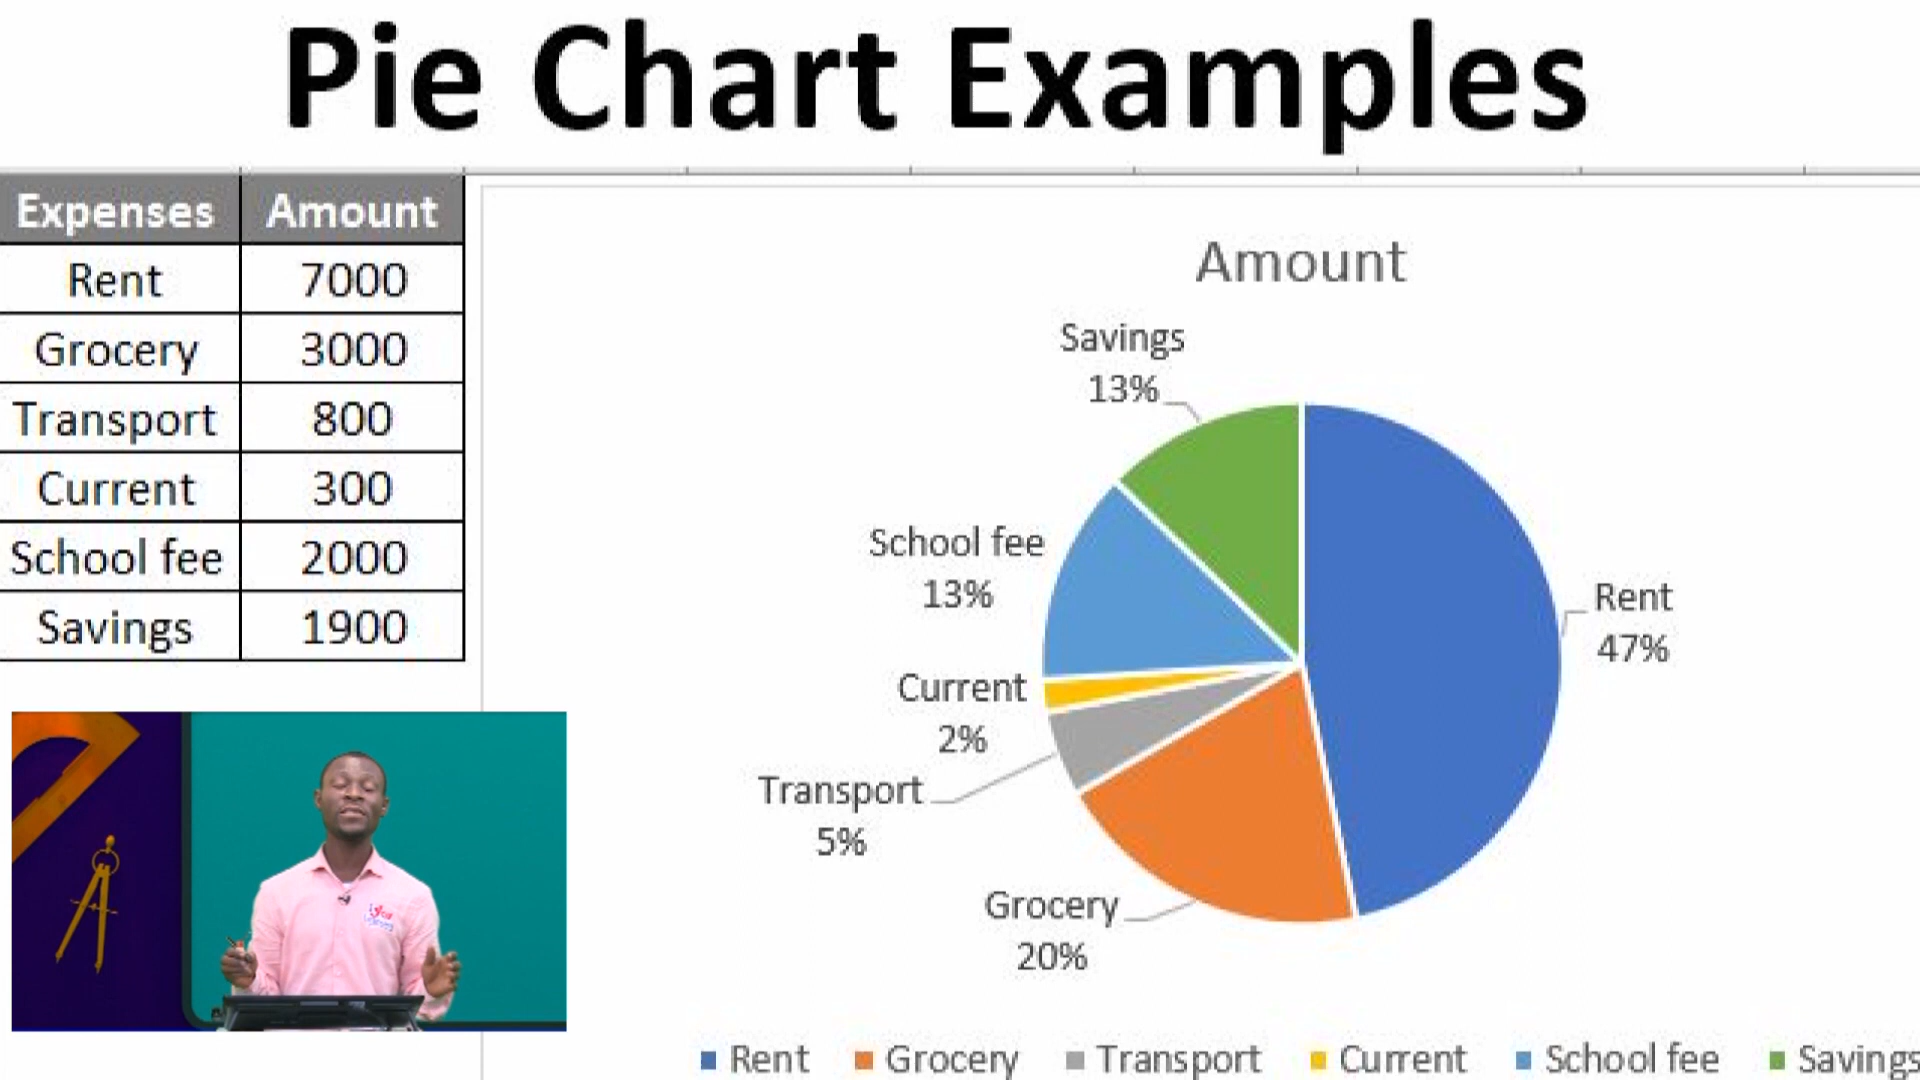 Pie Chart Examples
Expenses Amount
Rent 7000
Grocery 3000
Transport 800
Current 300
School fee 2000
Savings 1900
Amount
Savings
13%
School fee
13%
Rent
47%
Current
2%
Transport
5%
Grocery
20%
Rent Grocery Transport Current School fee Savings